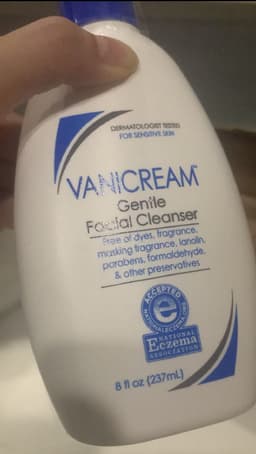 DERMATOLOGIST TESTED
FOR SENSITIVE SKIN
VANICREAM™
Gentle
Facial Cleanser
Free of dyes, fragrance,
masking fragrance, lanolin,
parabens, formaldehyde,
& other preservatives
ACCEPTED
e
NATIONAL
Eczema
ASSOCIATION
8 fl oz (237mL)